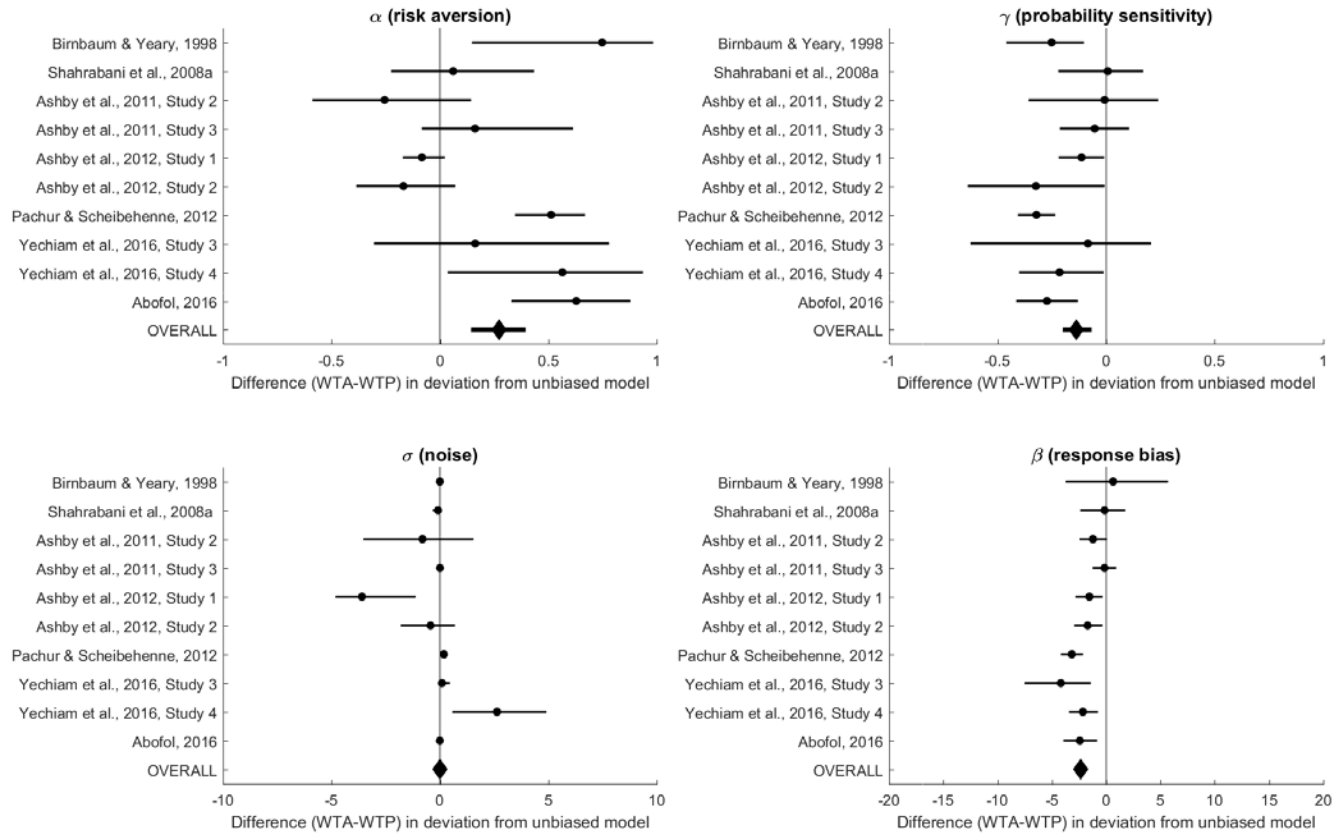 α (risk aversion)
Birnbaum & Yeary, 1998
Shahrabani et al., 2008a
Ashby et al., 2011, Study 2
Ashby et al., 2011, Study 3
Ashby et al., 2012, Study 1
Ashby et al., 2012, Study 2
Pachur & Scheibehenne, 2012
Yechiam et al., 2016, Study 3
Yechiam et al., 2016, Study 4
Abofol, 2016
OVERALL
-1 -0.5 0 0.5 1
Difference (WTA-WTP) in deviation from unbiased model
γ (probability sensitivity)
Birnbaum & Yeary, 1998
Shahrabani et al., 2008a
Ashby et al., 2011, Study 2
Ashby et al., 2011, Study 3
Ashby et al., 2012, Study 1
Ashby et al., 2012, Study 2
Pachur & Scheibehenne, 2012
Yechiam et al., 2016, Study 3
Yechiam et al., 2016, Study 4
Abofol, 2016
OVERALL
-1 -0.5 0 0.5 1
Difference (WTA-WTP) in deviation from unbiased model
σ (noise)
Birnbaum & Yeary, 1998
Shahrabani et al., 2008a
Ashby et al., 2011, Study 2
Ashby et al., 2011, Study 3
Ashby et al., 2012, Study 1
Ashby et al., 2012, Study 2
Pachur & Scheibehenne, 2012
Yechiam et al., 2016, Study 3
Yechiam et al., 2016, Study 4
Abofol, 2016
OVERALL
-10 -5 0 5 10
Difference (WTA-WTP) in deviation from unbiased model
β (response bias)
Birnbaum & Yeary, 1998
Shahrabani et al., 2008a
Ashby et al., 2011, Study 2
Ashby et al., 2011, Study 3
Ashby et al., 2012, Study 1
Ashby et al., 2012, Study 2
Pachur & Scheibehenne, 2012
Yechiam et al., 2016, Study 3
Yechiam et al., 2016, Study 4
Abofol, 2016
OVERALL
-20 -15 -10 -5 0 5 10 15 20
Difference (WTA-WTP) in deviation from unbiased model